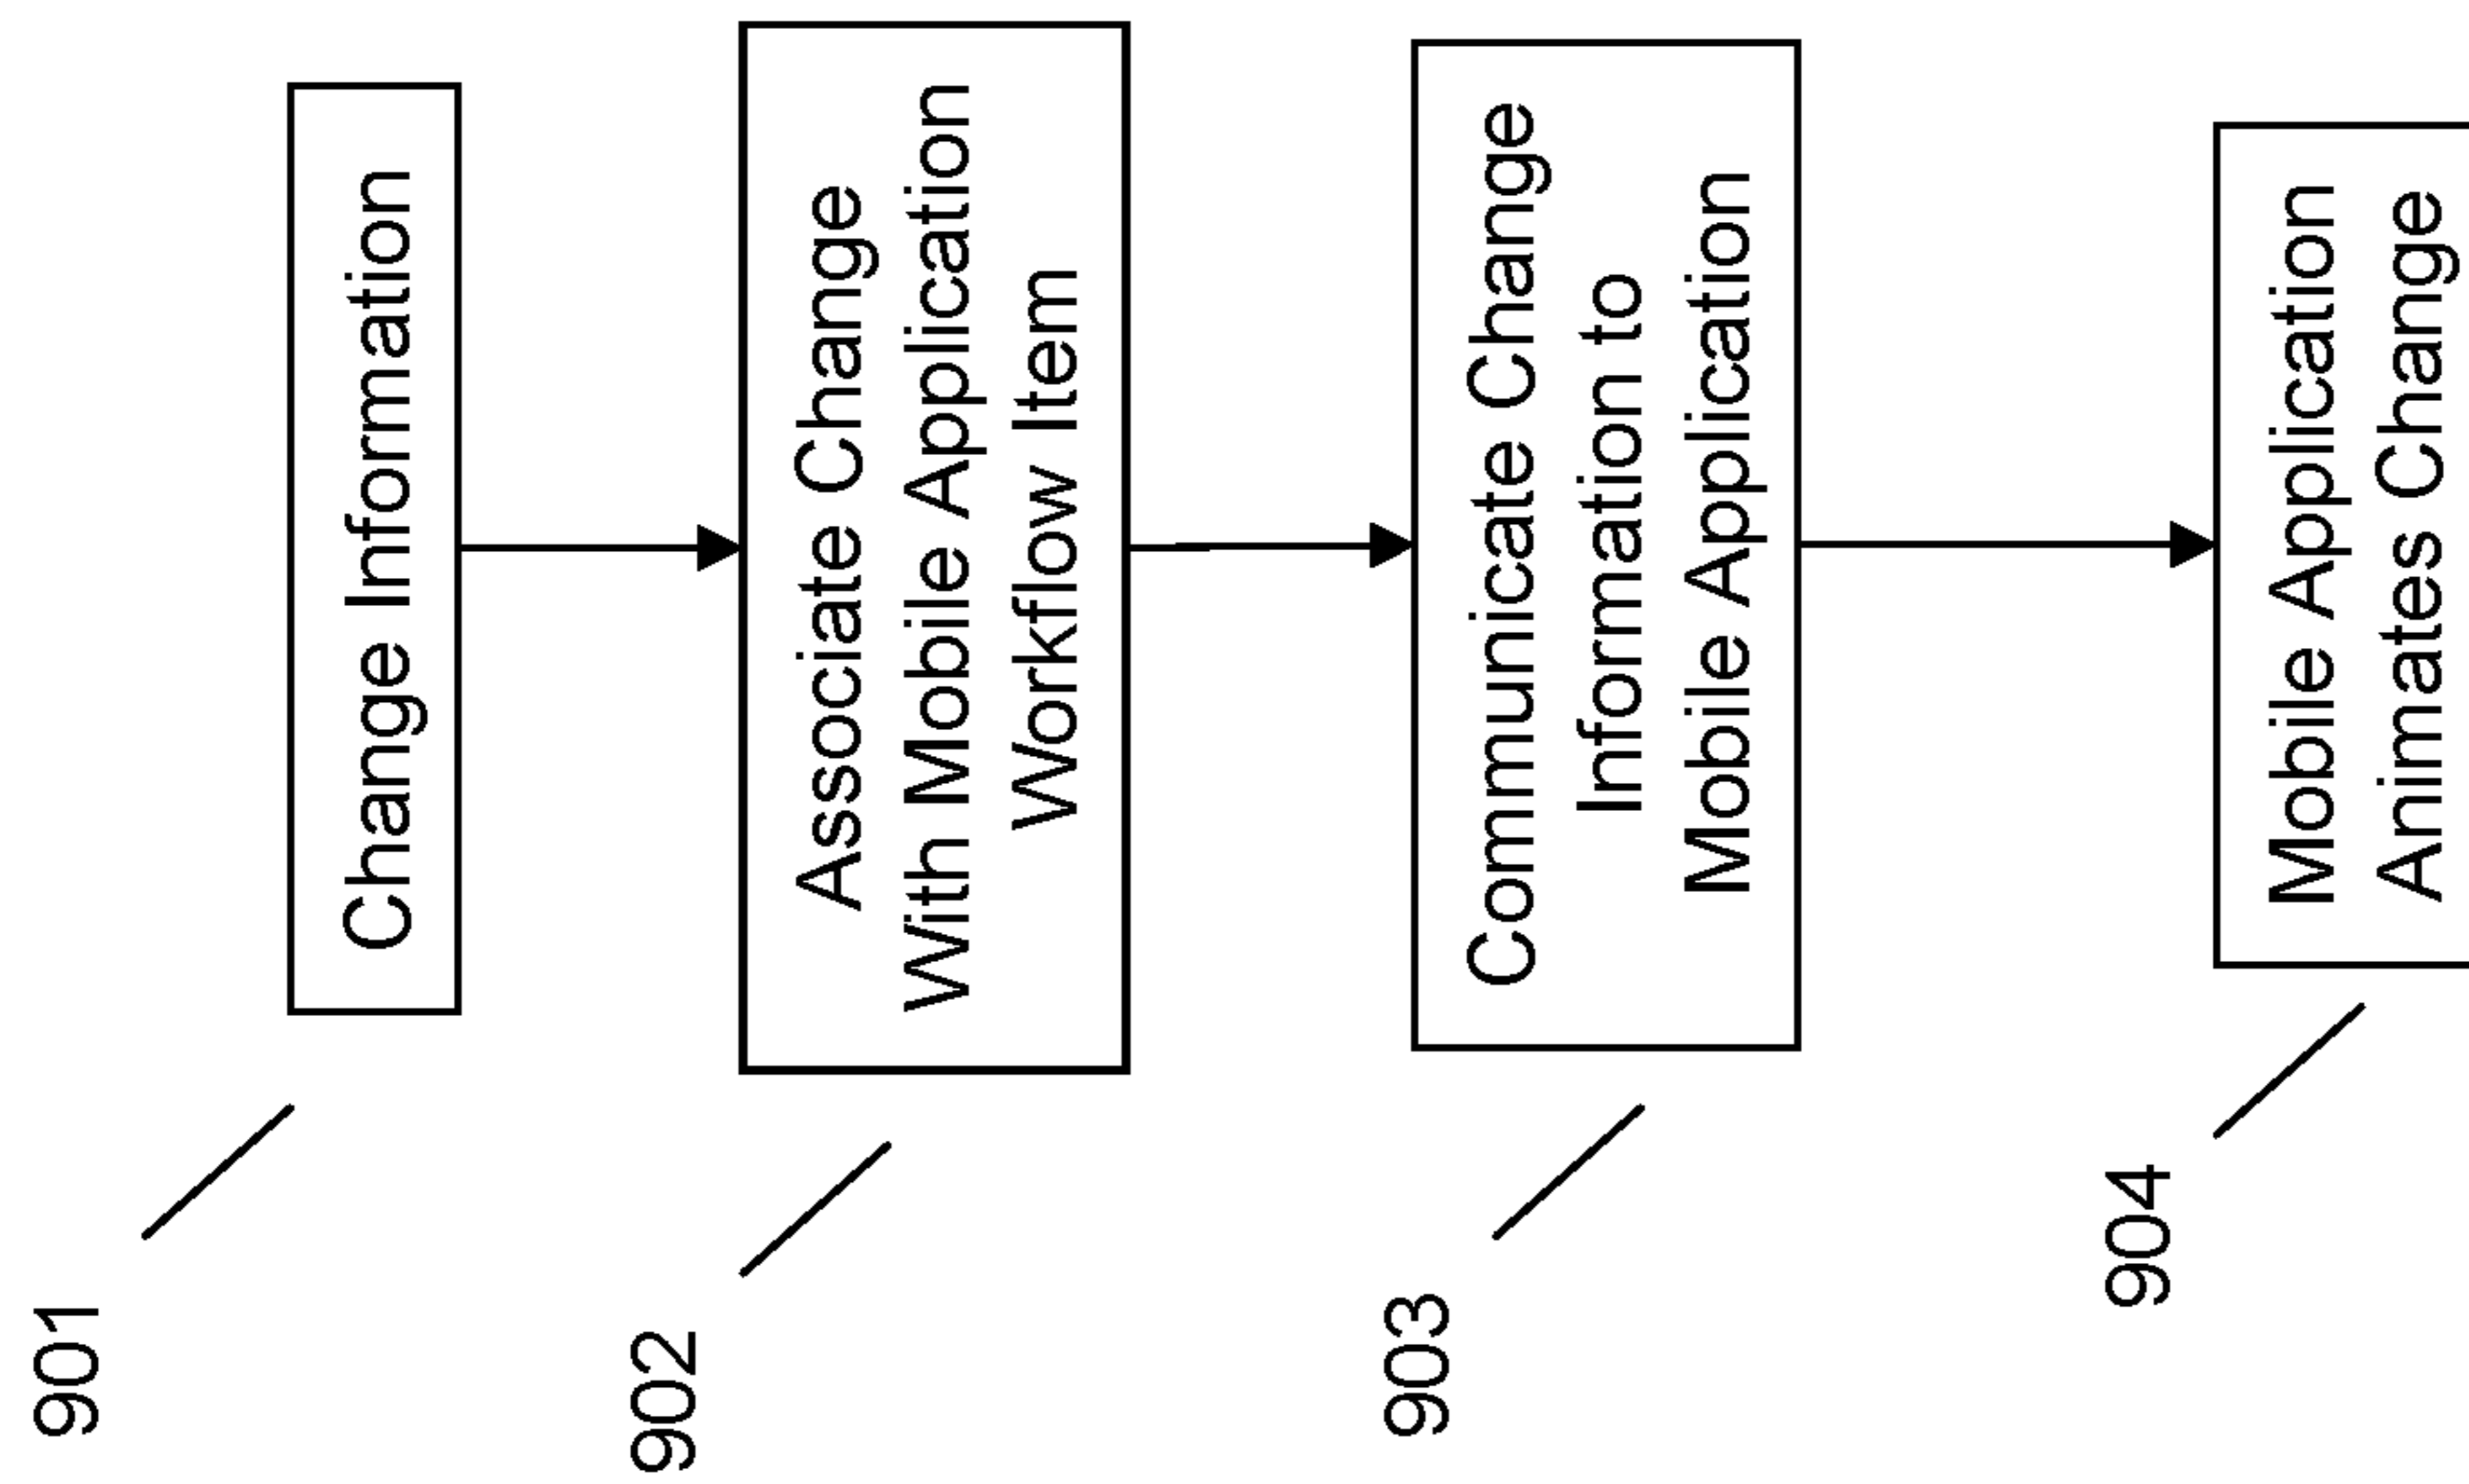 901
Change Information
902
Associate Change
With Mobile Application
Workflow Item
903
Communicate Change
Information to
Mobile Application
904
Mobile Application
Animates Change